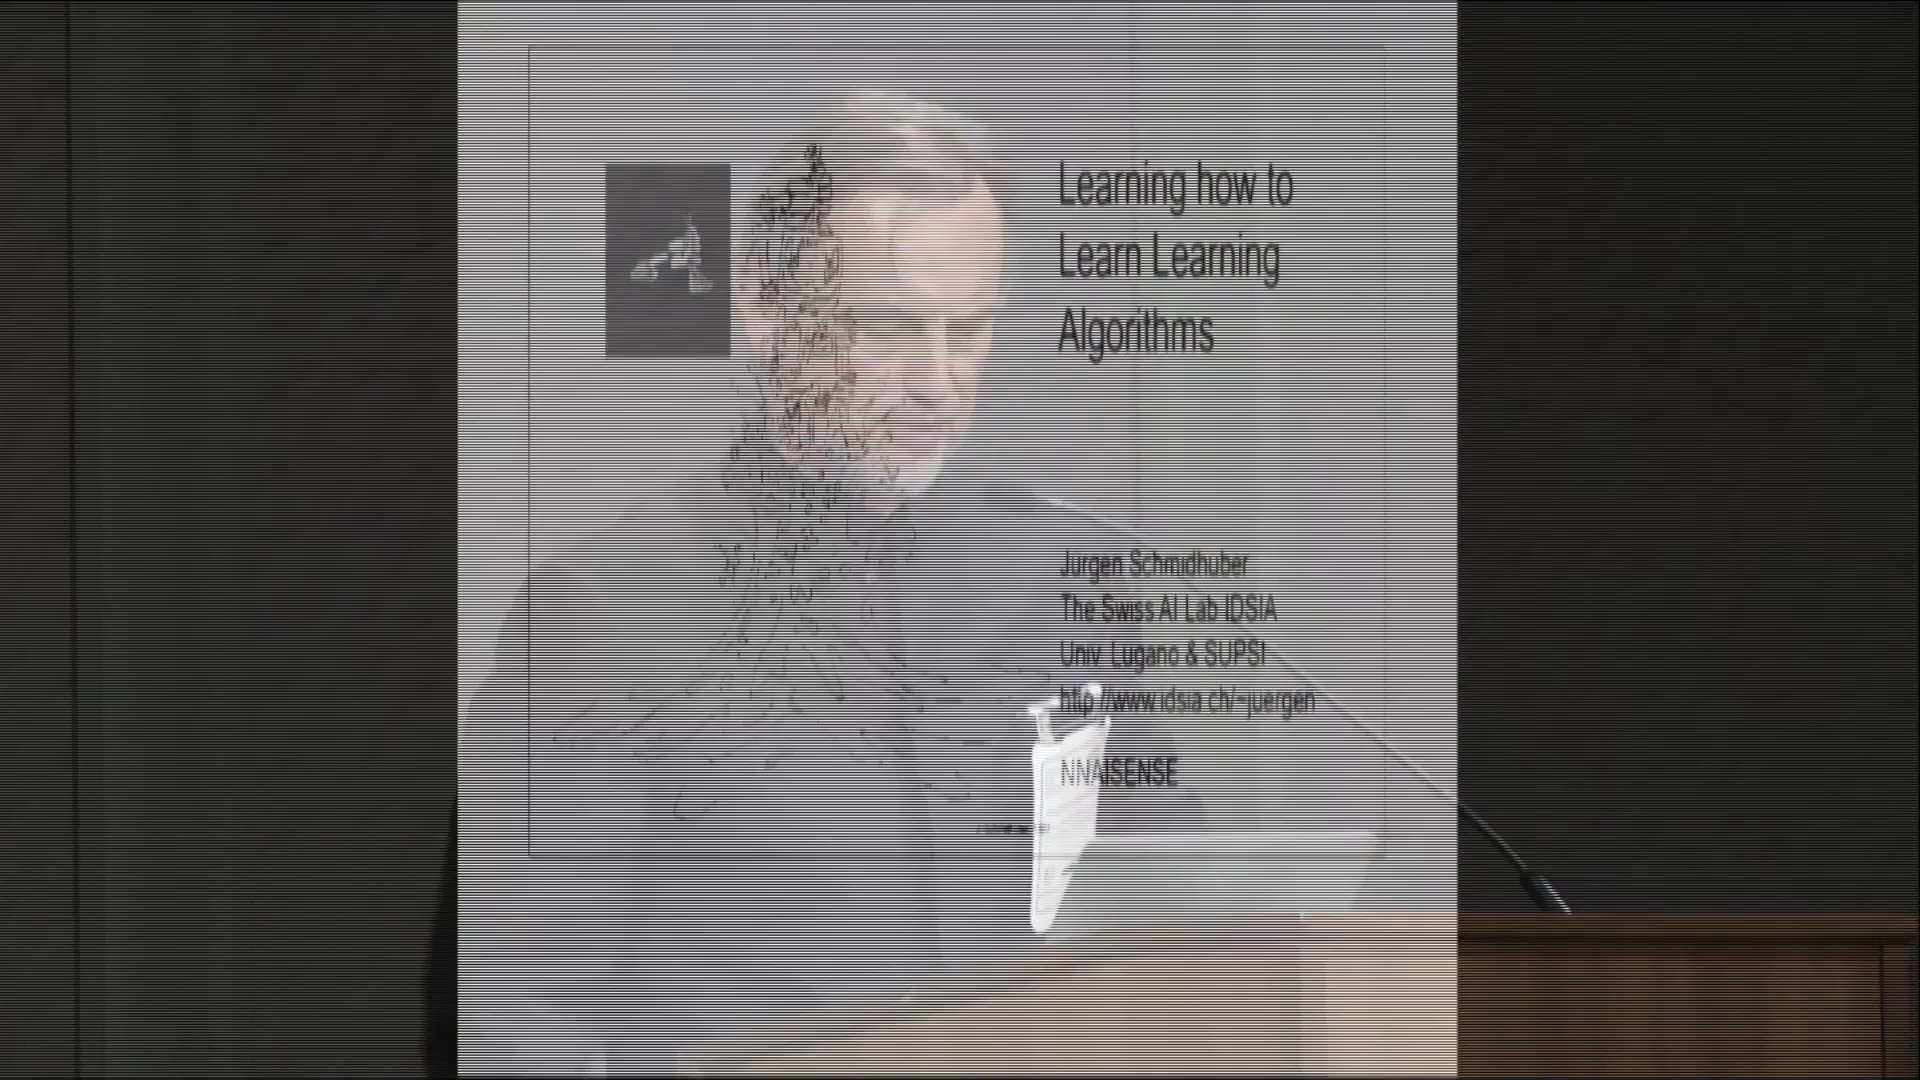 Learning how to
Learn Learning
Algorithms
Jurgen Schmidhuber
The Swiss AI Lab IDSIA
Univ Lugano & SUPSI
http //www idsia ch/~juergen
NNAISENSE